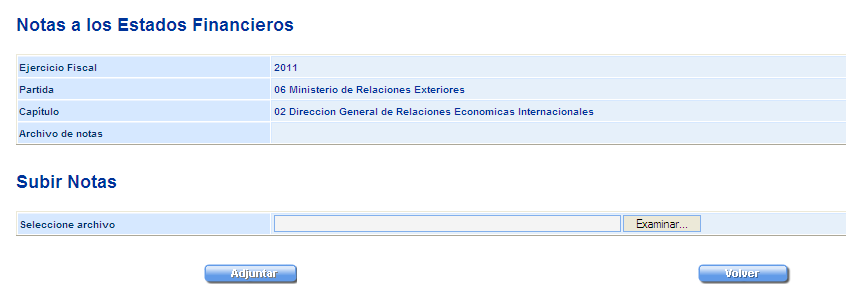 Notas a los Estados Financieros
Ejercicio Fiscal 2011
Partida 06 Ministerio de Relaciones Exteriores
Capítulo 02 Direccion General de Relaciones Economicas Internacionales
Archivo de notas
Subir Notas
Seleccione archivo Examinar...
Adjuntar Volver